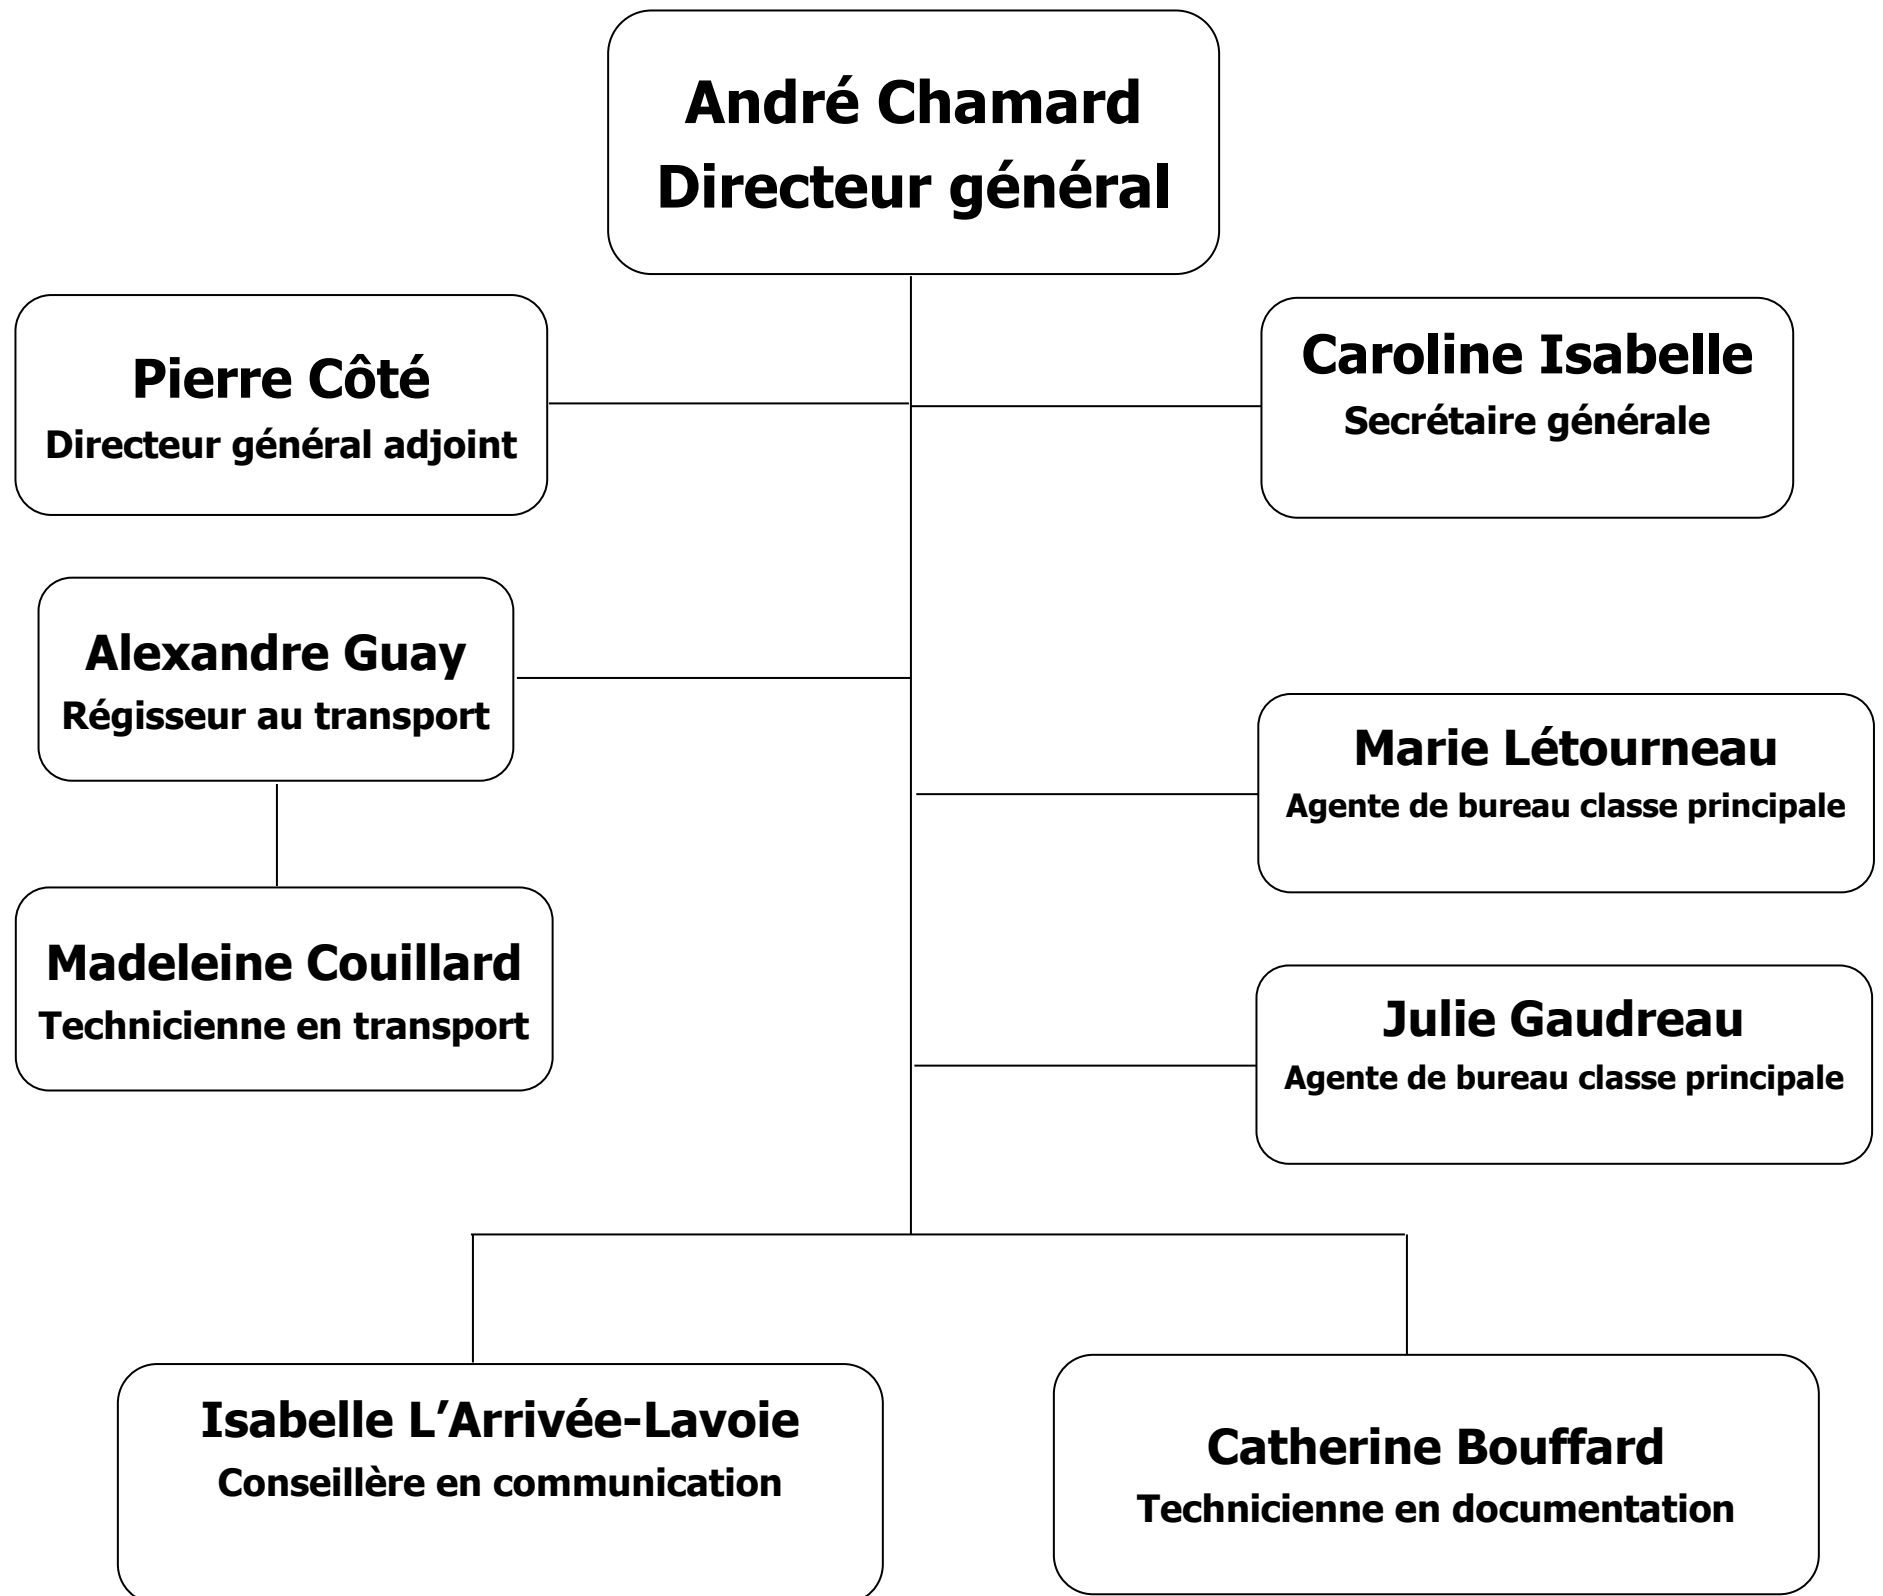 André Chamard
Directeur général
Pierre Côté
Directeur général adjoint
Caroline Isabelle
Secrétaire générale
Alexandre Guay
Régisseur au transport
Marie Létourneau
Agente de bureau classe principale
Madeleine Couillard
Technicienne en transport
Julie Gaudreau
Agente de bureau classe principale
Isabelle L’Arrivée-Lavoie
Conseillère en communication
Catherine Bouffard
Technicienne en documentation